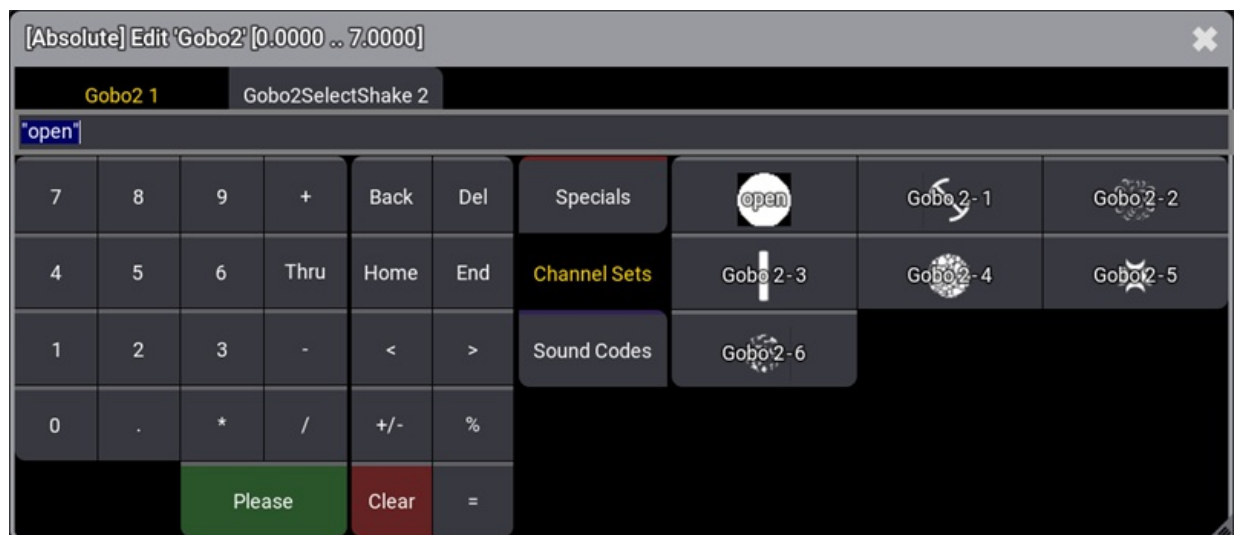 [Absolute] Edit 'Gobo2' [0.0000 .. 7.0000]
Gobo2 1 Gobo2SelectShake 2
"open"
7 8 9 + Back Del Specials open Gobo 2-1 Gobo 2-2
4 5 6 Thru Home End Channel Sets Gobo 2-3 Gobo 2-4 Gobo 2-5
1 2 3 - < > Sound Codes Gobo 2-6
0 . * / +/- %
Please Clear =